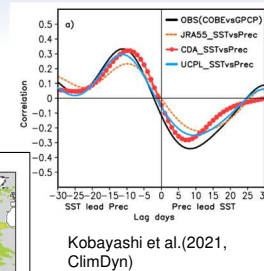 a)
OBS(COBEvsGPCP)
JRA55_SSTvsPrec
CDA_SSTvsPrec
UCPL_SSTvsPrec
0.5
0.4
0.3
0.2
0.1
0
-0.1
-0.2
-0.3
-0.4
-0.5
Correlation
-30-25-20-15-10 -5 0 5 10 15 20 25 3
SST lead Prec Prec lead SST
Lag days
Kobayashi et al.(2021,
ClimDyn)